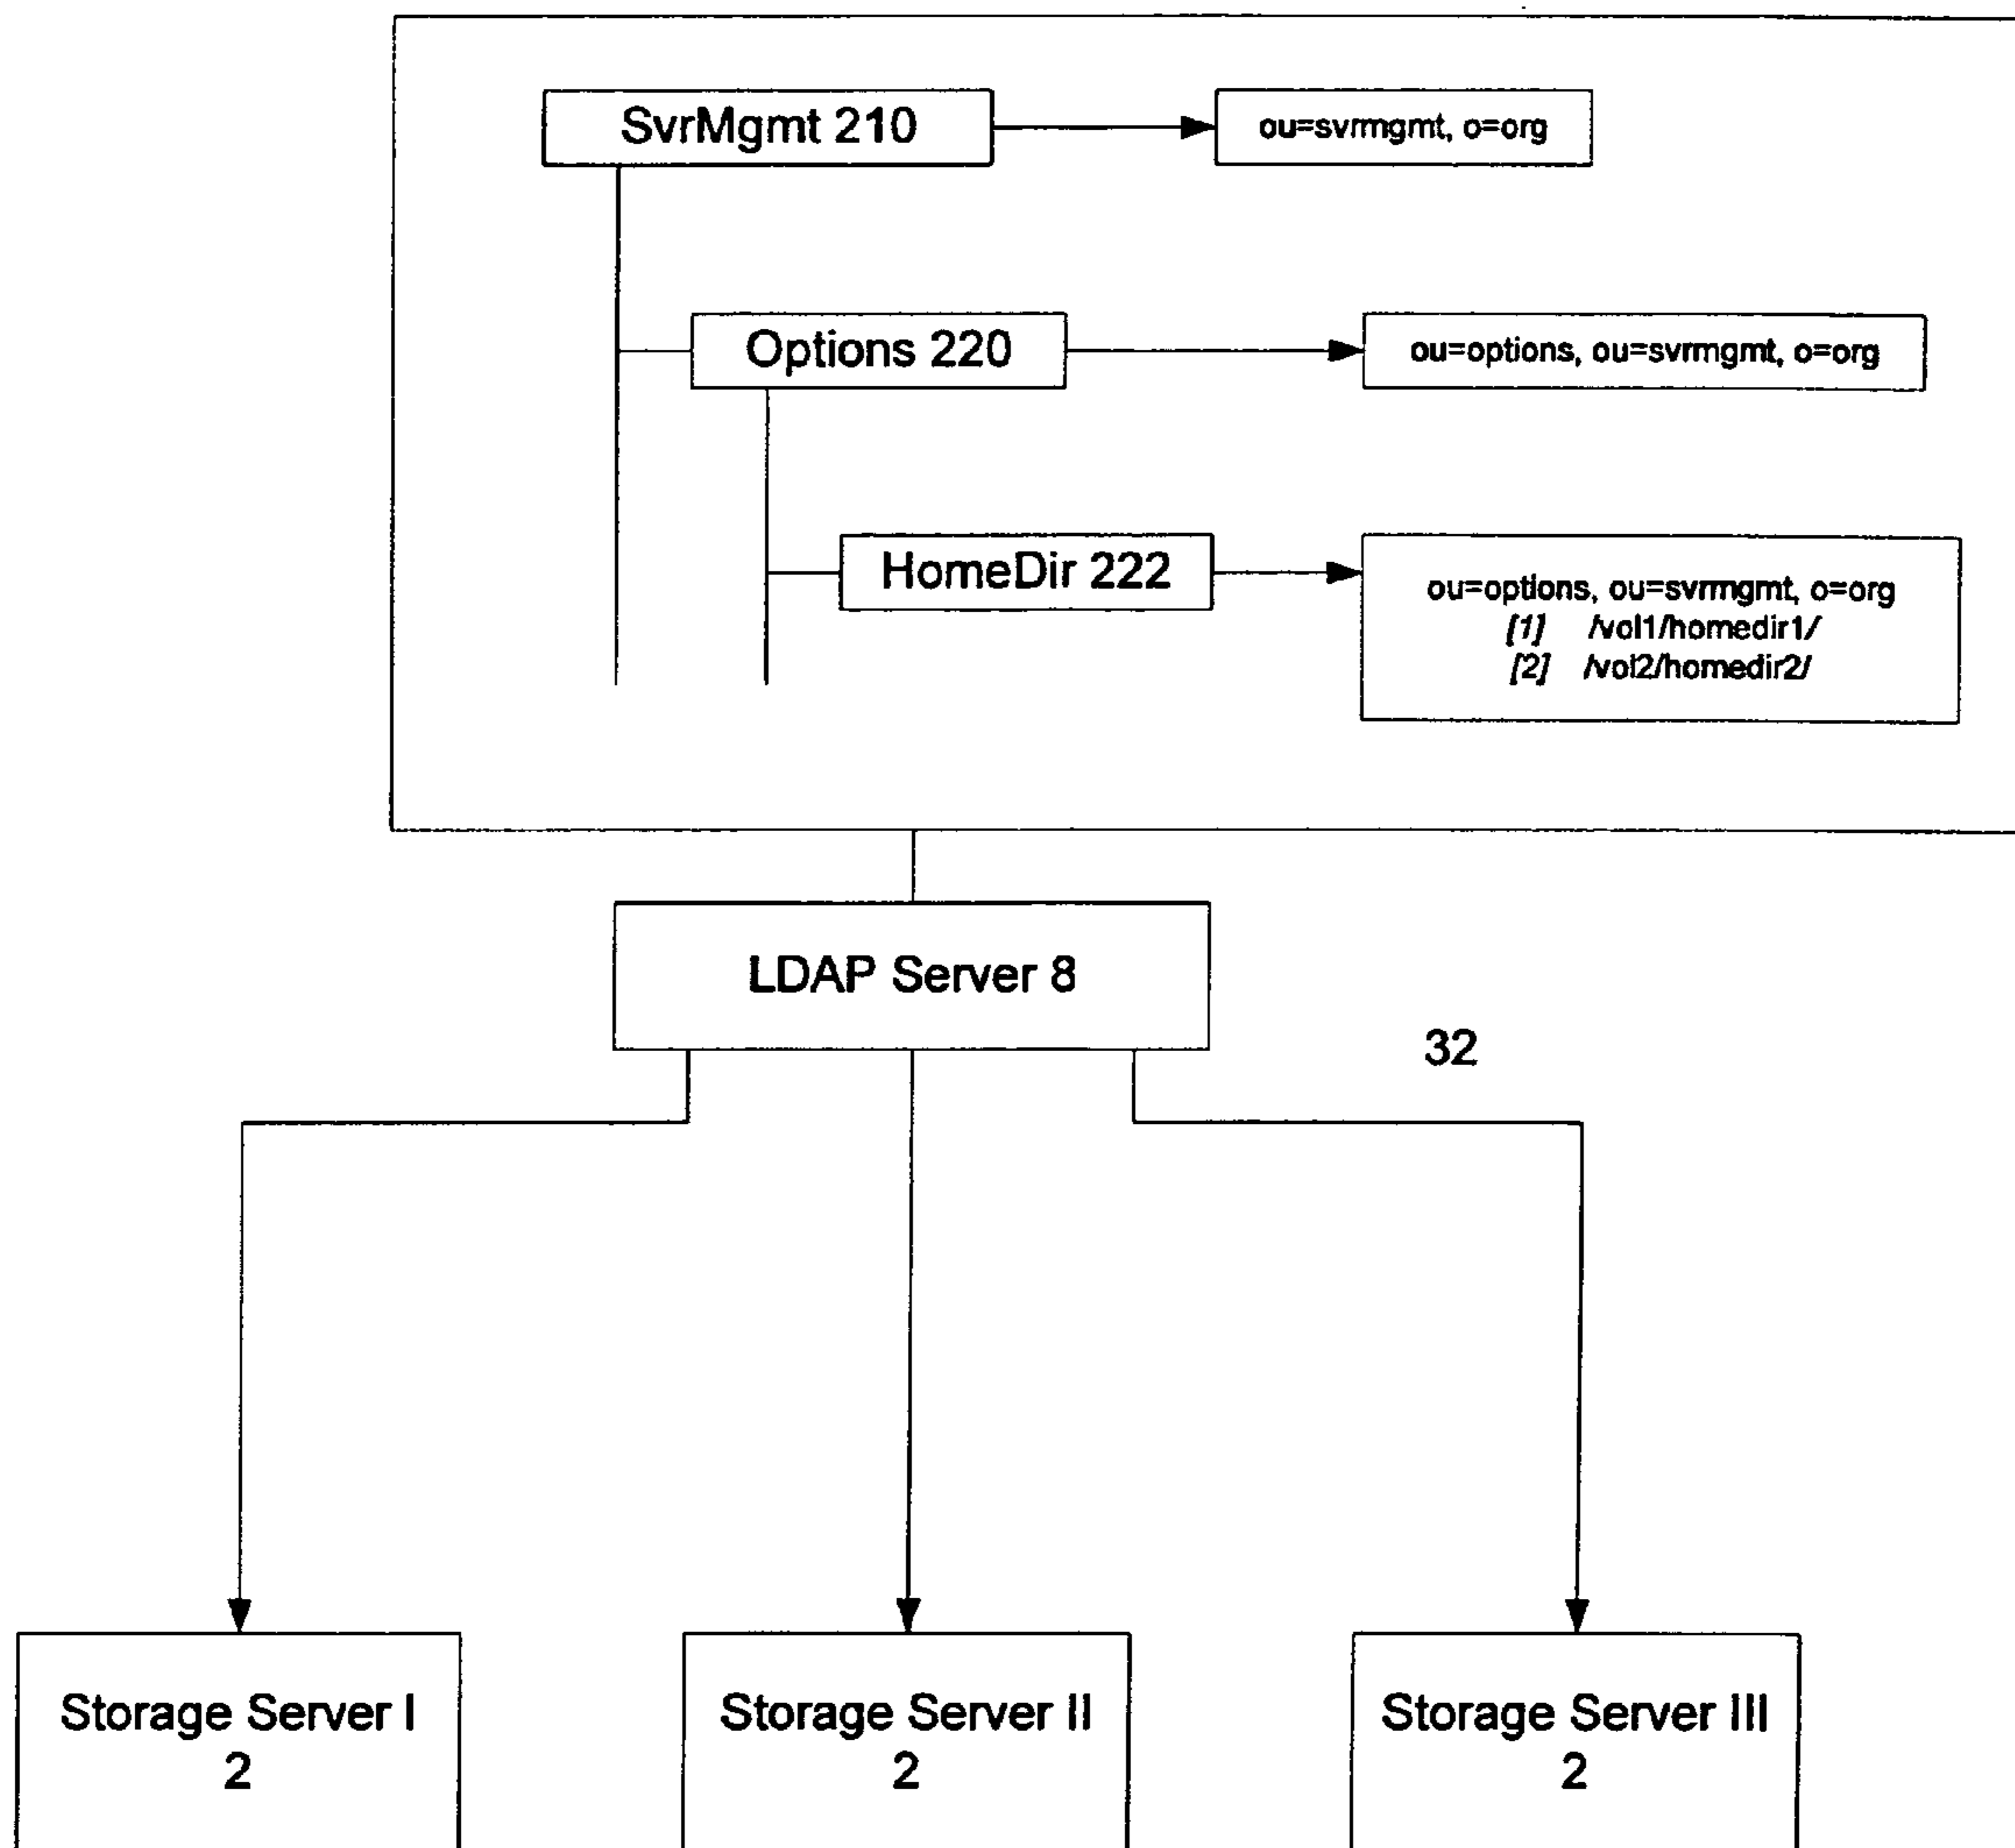 SvrMgmt 210
ou=svrmgmt, o=org
Options 220
ou=options, ou=svrmgmt, o=org
HomeDir 222
ou=options, ou=svrmgmt, o=org
[1] /vol1/homedir1/
[2] /vol2/homedir2/
LDAP Server 8
32
Storage Server I
2
Storage Server II
2
Storage Server III
2